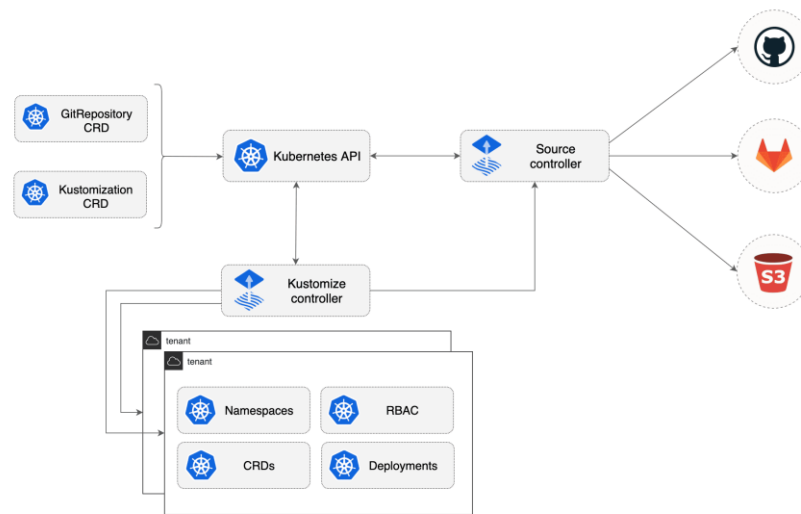 GitRepository
CRD
Kustomization
CRD
Kubernetes API
Source
controller
S3
Kustomize
controller
tenant
tenant
Namespaces
RBAC
CRDs
Deployments